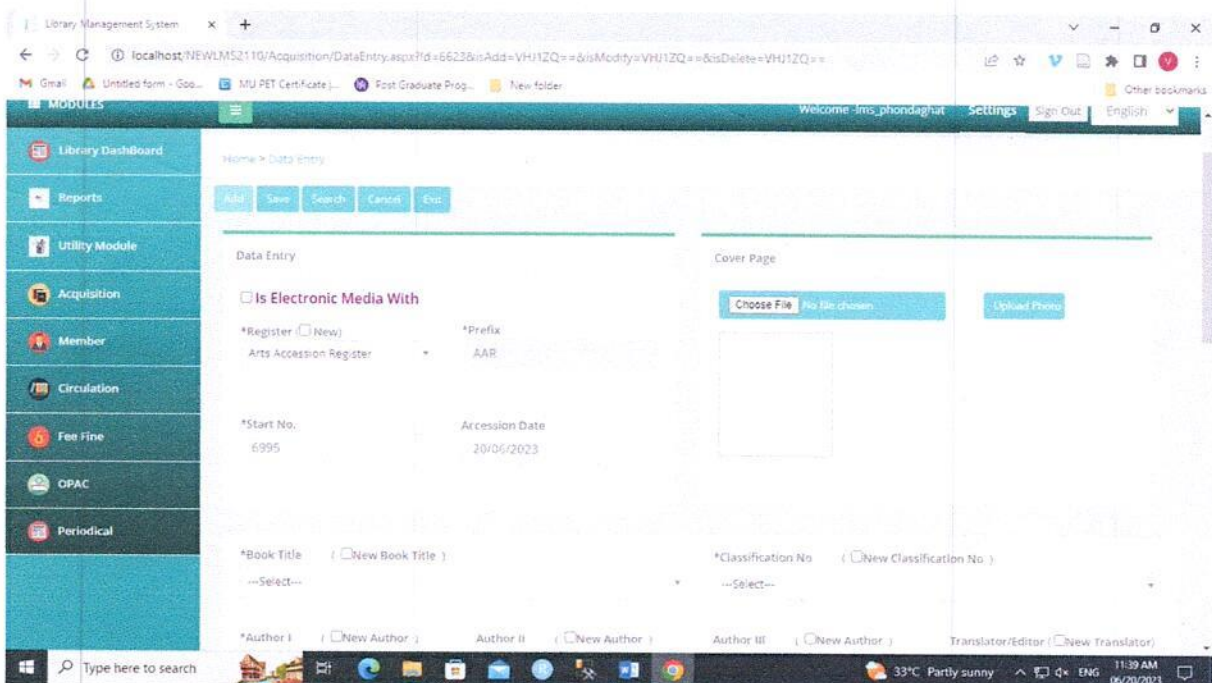 Library Management System
localhost/NEWLMS2110/Acquisition/DataEntry.aspx?Id=6623&isAdd=VHJ1ZQ==&isModify=VHJ1ZQ==&isDelete=VHJ1ZQ==
Gmail Untitled form - Goo... MU PET Certificate |... Post Graduate Prog... New folder Other bookmarks
MODULES Welcome -lms_phondaghat Settings Sign Out English
Library DashBoard
Home > Data Entry
Reports
Add Save Search Cancel Exit
Utility Module
Data Entry Cover Page
Acquisition
Is Electronic Media With
Choose File No file chosen Upload Photo
*Register ( New) *Prefix
Member
Arts Accession Register AAR
Circulation
*Start No. Accession Date
Fee Fine
6995 20/06/2023
OPAC
Periodical
*Book Title ( New Book Title ) *Classification No ( New Classification No )
---Select--- ---Select---
*Author I ( New Author ) Author II ( New Author ) Author III ( New Author ) Translator/Editor ( New Translator)
Type here to search 33°C Partly sunny ENG 11:39 AM
06/20/2023